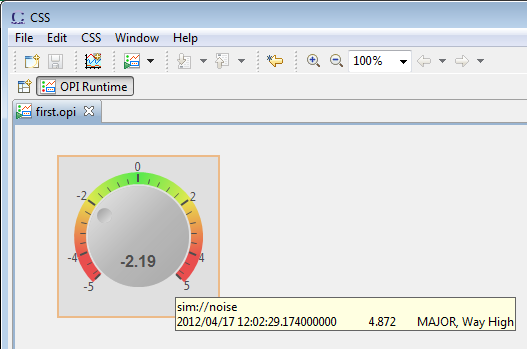 CSS
File Edit CSS Window Help
100%
OPI Runtime
first.opi
0
-2 2
-4 4
-5 5
-2.19
sim://noise
2012/04/17 12:02:29.174000000 4.872 MAJOR, Way High